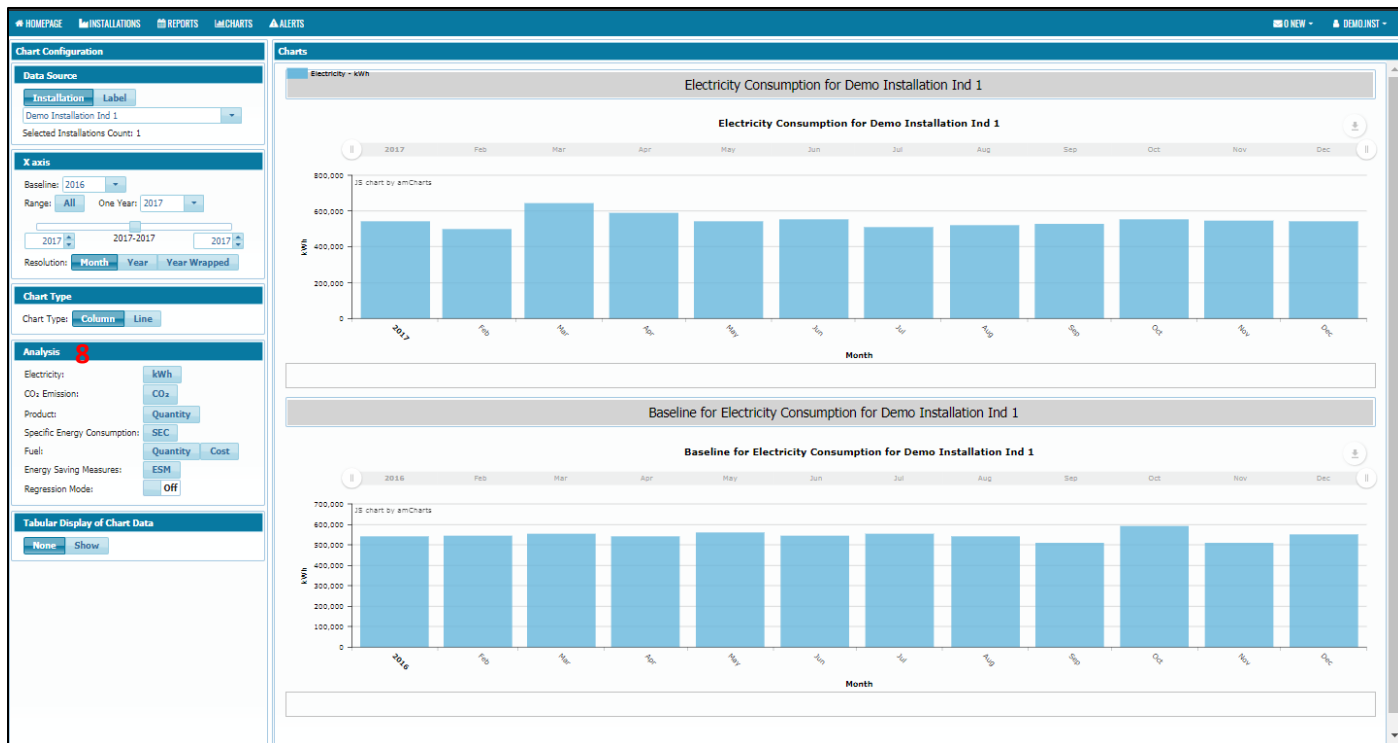 HOMEPAGE INSTALLATIONS REPORTS CHARTS ALERTS 0 NEW DEMO.INST
Chart Configuration
Data Source
Installation Label
Demo Installation Ind 1
Selected Installations Count: 1
X axis
Baseline: 2016
Range: All One Year: 2017
2017 2017-2017 2017
Resolution: Month Year Year Wrapped
Chart Type
Chart Type: Column Line
Analysis 8
Electricity: kWh
CO₂ Emission: CO₂
Product: Quantity
Specific Energy Consumption: SEC
Fuel: Quantity Cost
Energy Saving Measures: ESM
Regression Mode: Off
Tabular Display of Chart Data
None Show
Charts
Electricity - kWh
Electricity Consumption for Demo Installation Ind 1
Electricity Consumption for Demo Installation Ind 1
2017 Feb Mar Apr May Jun Jul Aug Sep Oct Nov Dec
JS chart by amCharts
800,000
600,000
400,000
200,000
0
kWh
2017 Feb Mar Apr May Jun Jul Aug Sep Oct Nov Dec
Month
Baseline for Electricity Consumption for Demo Installation Ind 1
Baseline for Electricity Consumption for Demo Installation Ind 1
2016 Feb Mar Apr May Jun Jul Aug Sep Oct Nov Dec
JS chart by amCharts
700,000
600,000
500,000
400,000
300,000
200,000
100,000
0
kWh
2016 Feb Mar Apr May Jun Jul Aug Sep Oct Nov Dec
Month